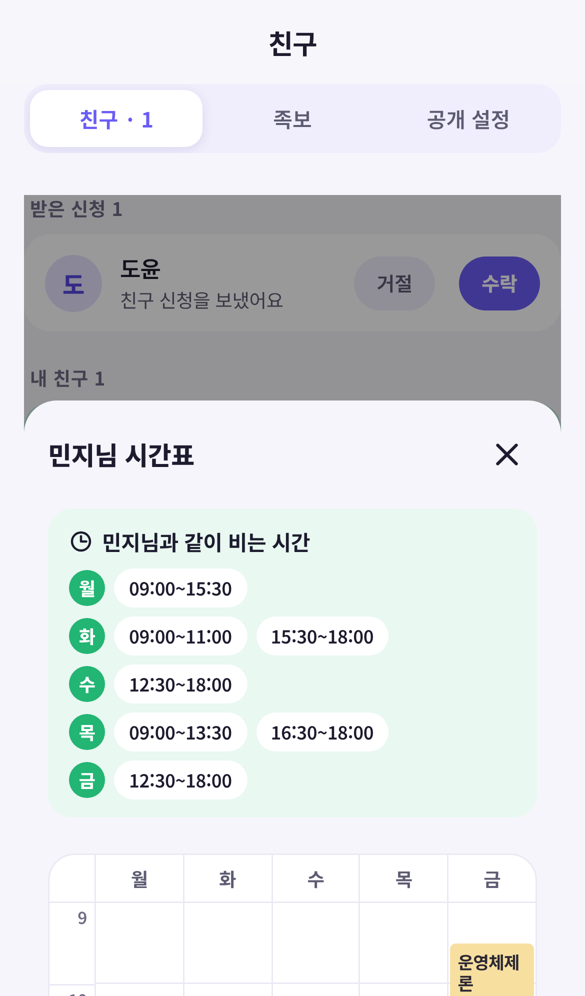 친구
친구 · 1
족보
공개 설정
받은 신청 1
도
도윤
친구 신청을 보냈어요
거절
수락
내 친구 1
민지님 시간표
민지님과 같이 비는 시간
월 09:00~15:30
화 09:00~11:00 15:30~18:00
수 12:30~18:00
목 09:00~13:30 16:30~18:00
금 12:30~18:00
월 화 수 목 금
9
운영체제
론